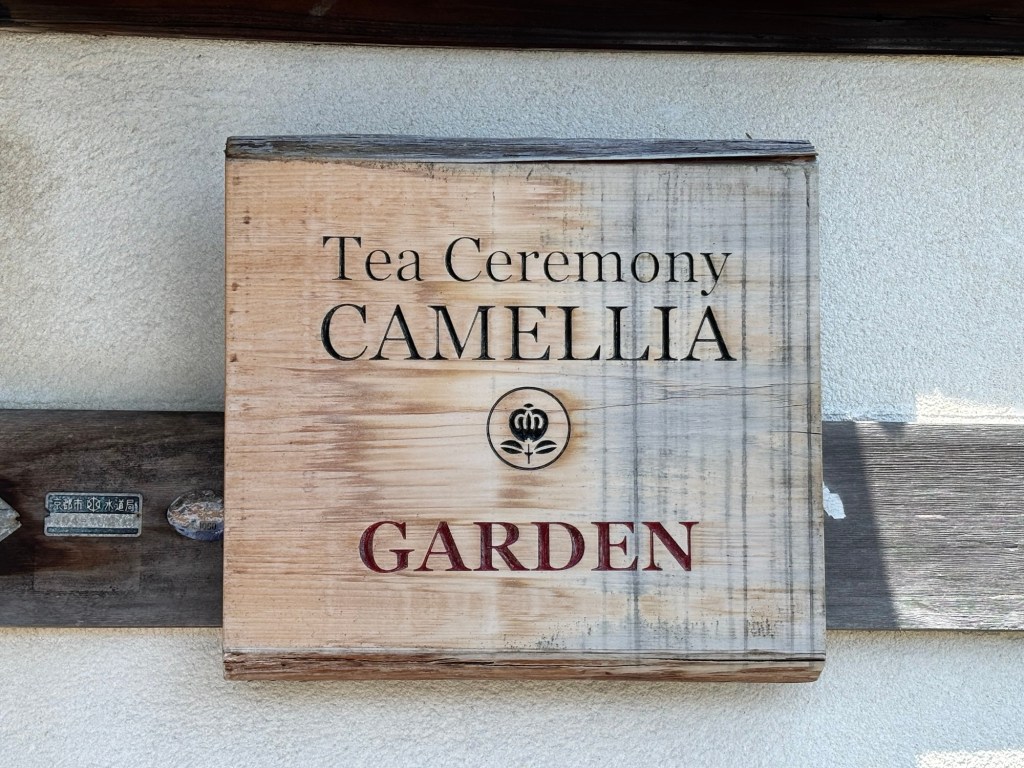 Tea Ceremony
CAMELLIA
GARDEN
京都市 水道局